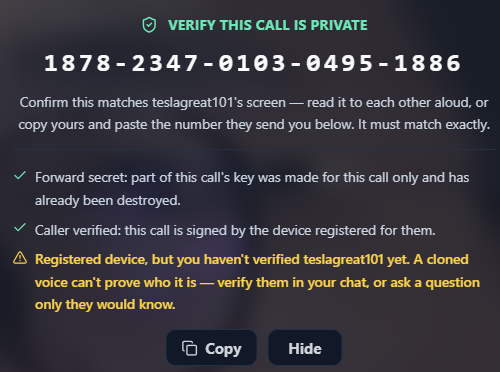 VERIFY THIS CALL IS PRIVATE
1878-2347-0103-0495-1886
Confirm this matches teslagreat101's screen — read it to each other aloud, or
copy yours and paste the number they send you below. It must match exactly.
Forward secret: part of this call's key was made for this call only and has
already been destroyed.
Caller verified: this call is signed by the device registered for them.
Registered device, but you haven't verified teslagreat101 yet. A cloned
voice can't prove who it is — verify them in your chat, or ask a question
only they would know.
Copy
Hide